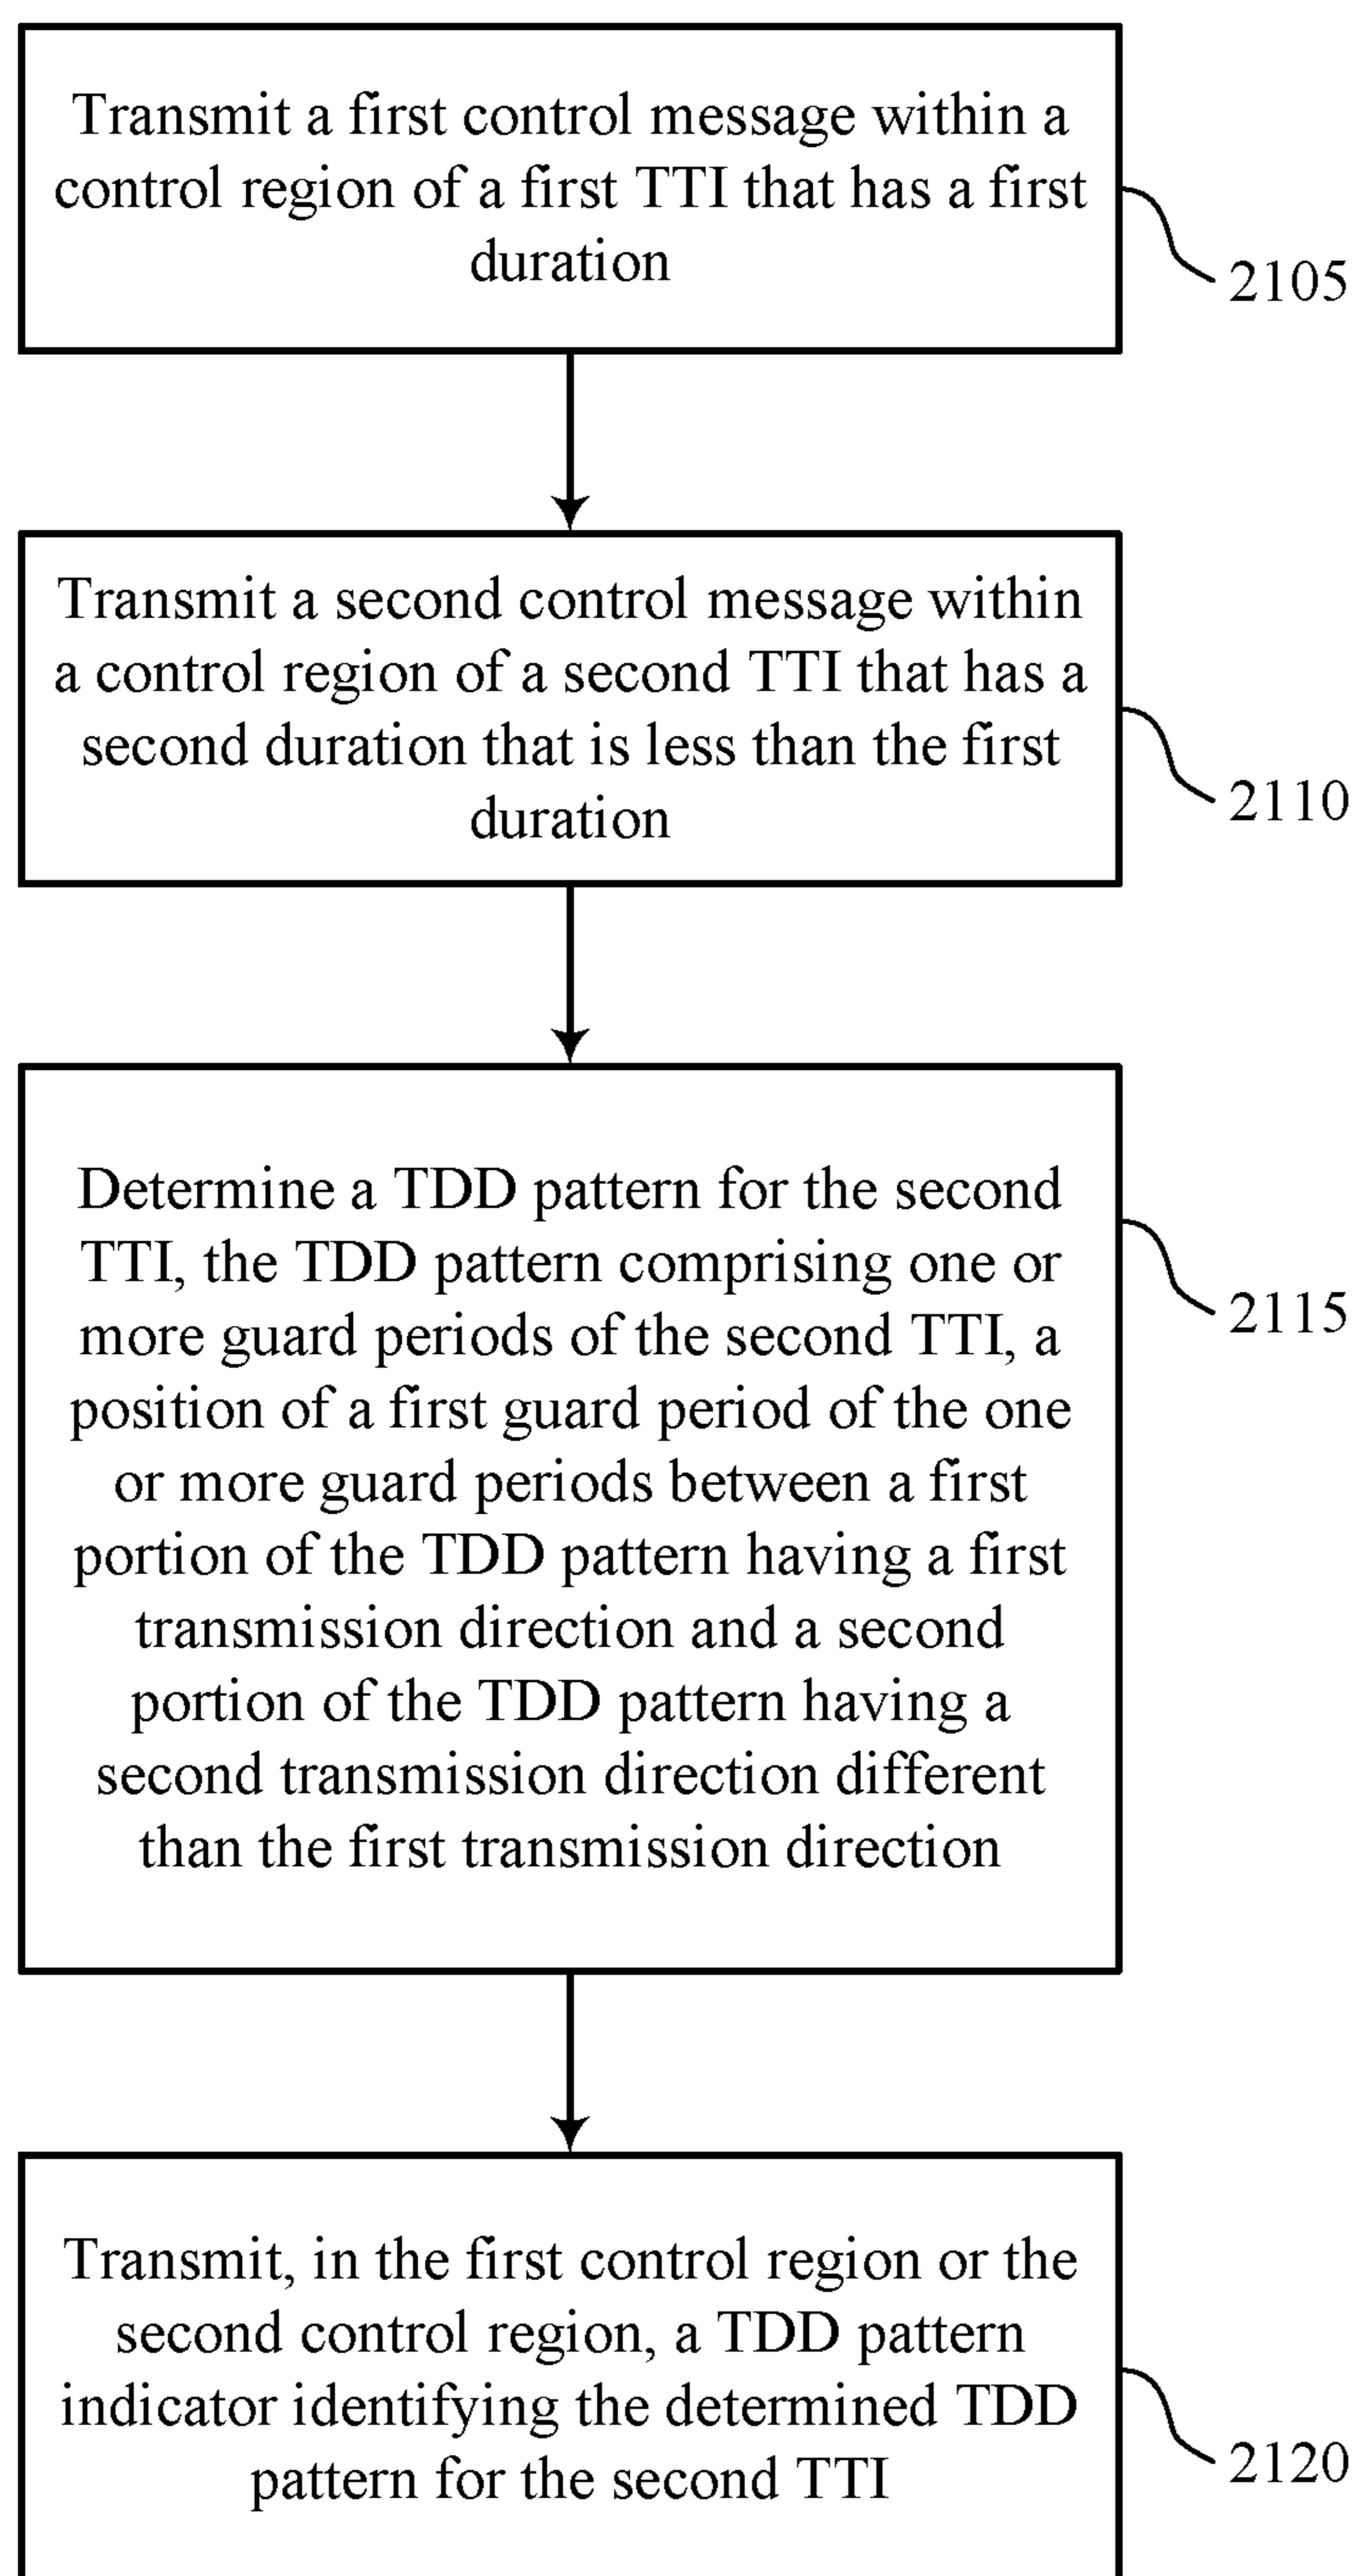 Transmit a first control message within a
control region of a first TTI that has a first
duration
2105
Transmit a second control message within
a control region of a second TTI that has a
second duration that is less than the first
duration
2110
Determine a TDD pattern for the second
TTI, the TDD pattern comprising one or
more guard periods of the second TTI, a
position of a first guard period of the one
or more guard periods between a first
portion of the TDD pattern having a first
transmission direction and a second
portion of the TDD pattern having a
second transmission direction different
than the first transmission direction
2115
Transmit, in the first control region or the
second control region, a TDD pattern
indicator identifying the determined TDD
pattern for the second TTI
2120